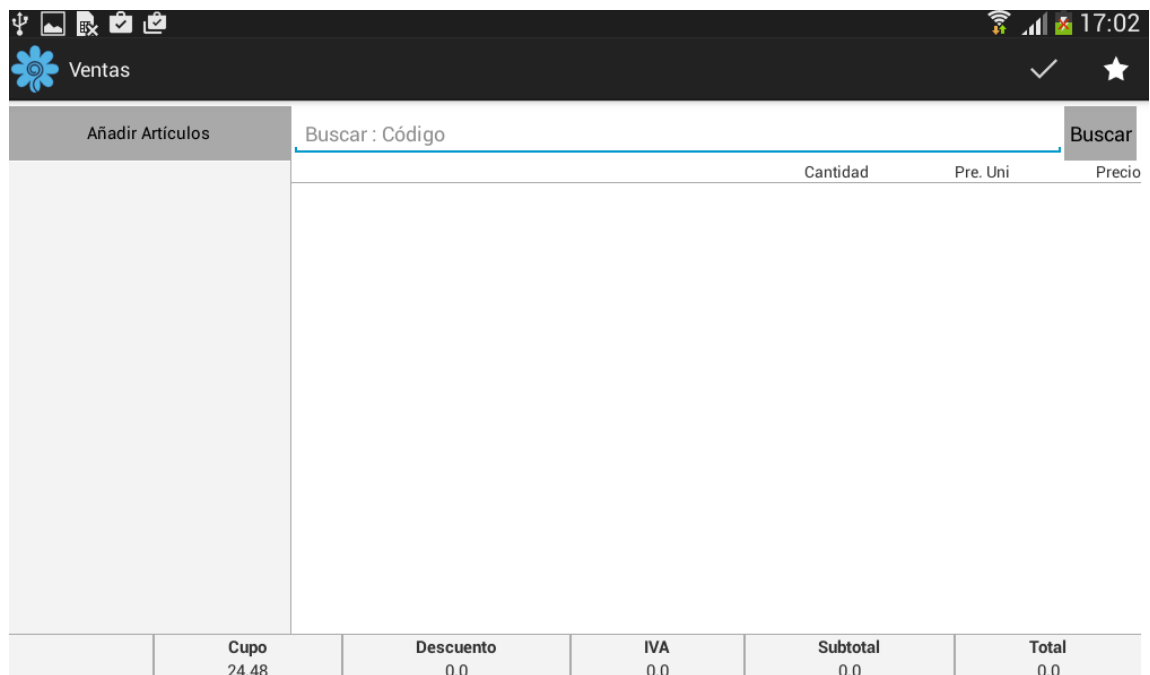 17:02
Ventas
Añadir Artículos
Buscar : Código
Buscar
Cantidad Pre. Uni Precio
Cupo Descuento IVA Subtotal Total
24.48 0.0 0.0 0.0 0.0